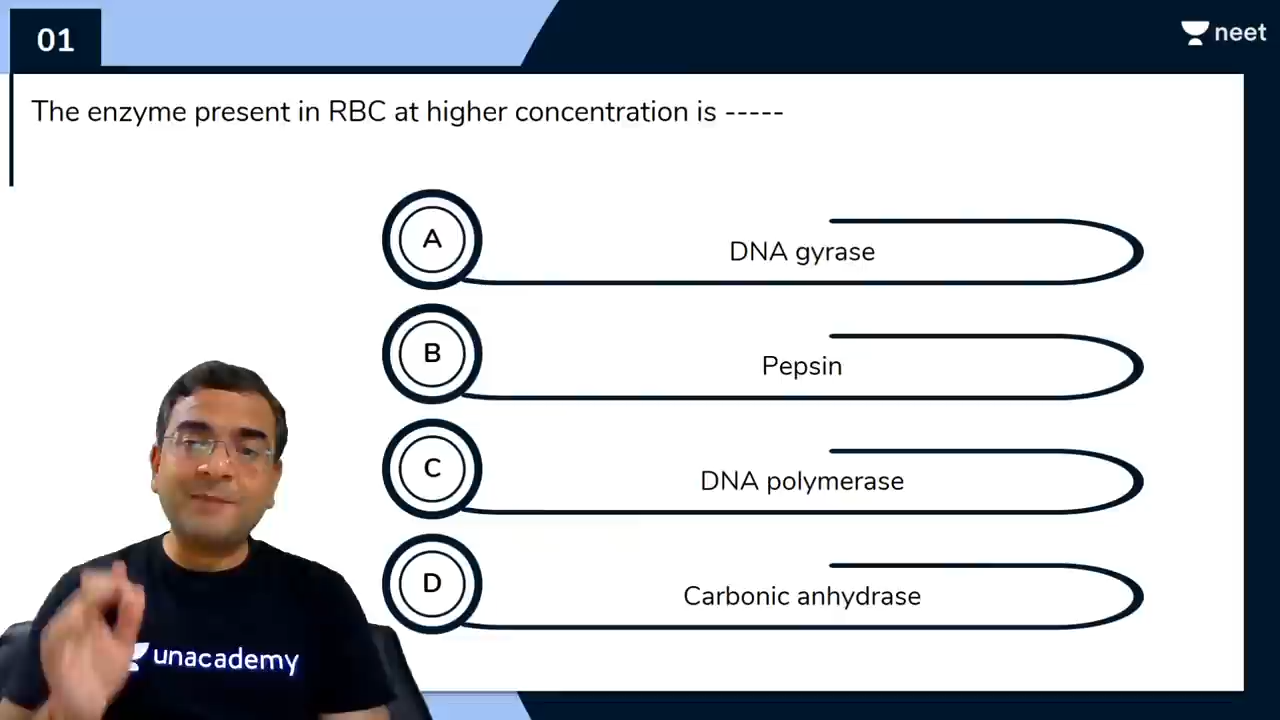 01
neet
The enzyme present in RBC at higher concentration is -----
A
DNA gyrase
B
Pepsin
C
DNA polymerase
D
Carbonic anhydrase
unacademy